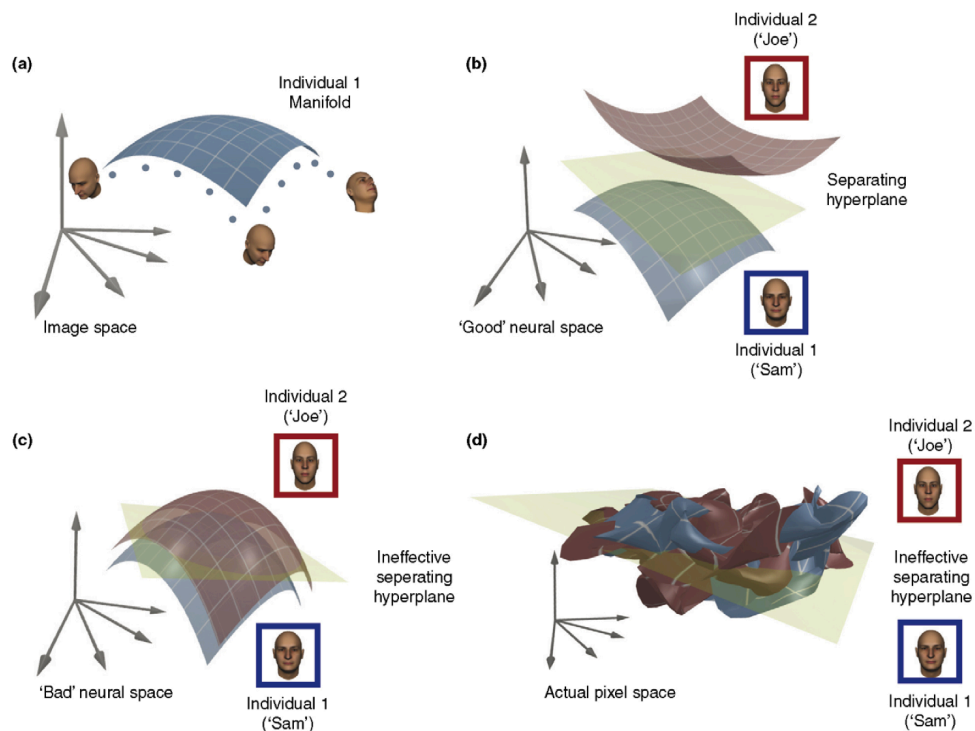 (a)
Individual 1
Manifold
Image space
(b)
Individual 2
('Joe')
Separating
hyperplane
'Good' neural space
Individual 1
('Sam')
(c)
Individual 2
('Joe')
Ineffective
seperating
hyperplane
'Bad' neural space
Individual 1
('Sam')
(d)
Individual 2
('Joe')
Ineffective
separating
hyperplane
Actual pixel space
Individual 1
('Sam')